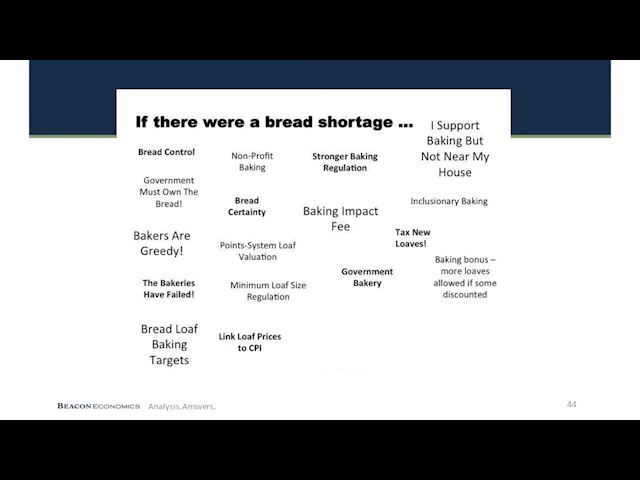 If there were a bread shortage ...
I Support
Baking But
Not Near My
House
Bread Control
Non-Profit
Baking
Stronger Baking
Regulation
Government
Must Own The
Bread!
Bread
Certainty
Baking Impact
Fee
Inclusionary Baking
Bakers Are
Greedy!
Points-System Loaf
Valuation
Tax New
Loaves!
The Bakeries
Have Failed!
Minimum Loaf Size
Regulation
Government
Bakery
Baking bonus –
more loaves
allowed if some
discounted
Bread Loaf
Baking
Targets
Link Loaf Prices
to CPI
BEACON ECONOMICS Analysis. Answers.
44